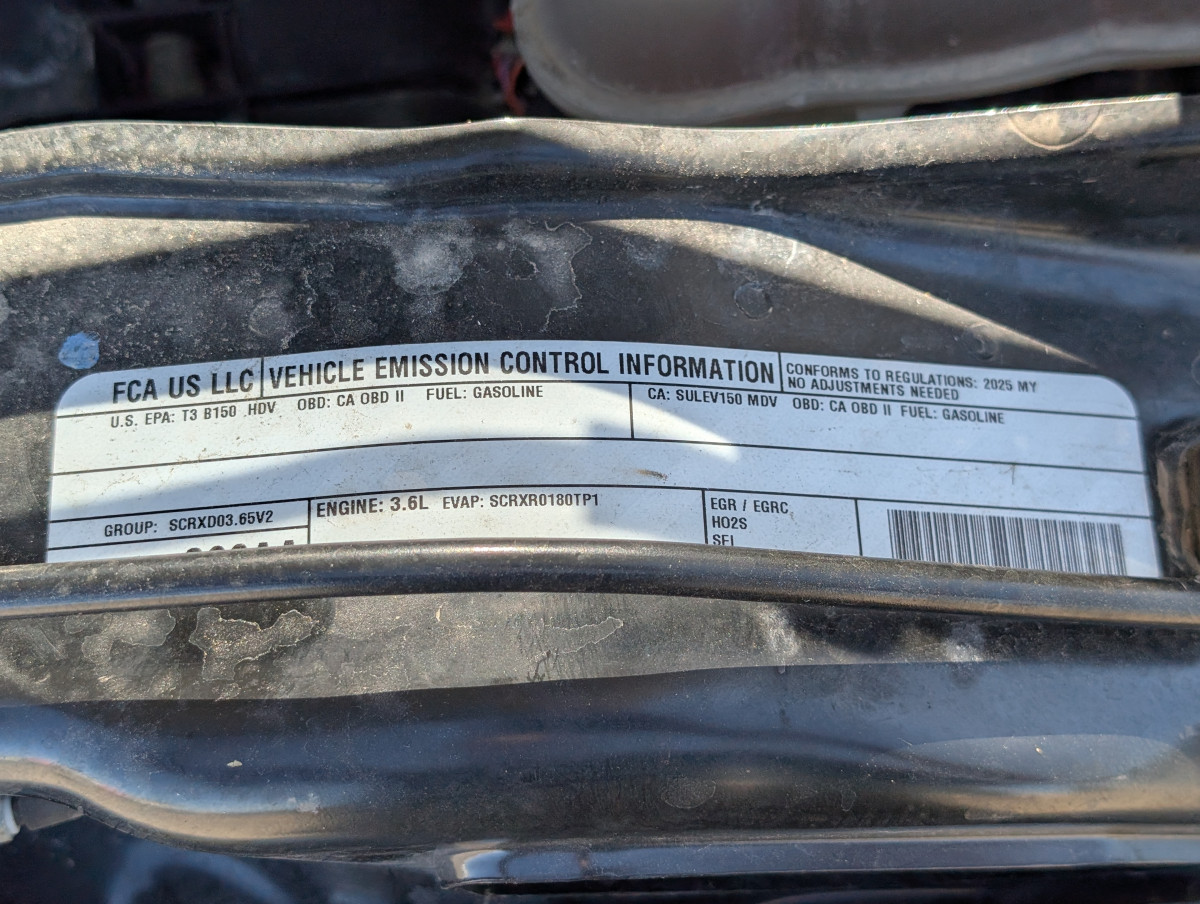 FCA US LLC
VEHICLE EMISSION CONTROL INFORMATION
CONFORMS TO REGULATIONS: 2025 MY
NO ADJUSTMENTS NEEDED
U.S. EPA: T3 B150 HDV OBD: CA OBD II FUEL: GASOLINE
CA: SULEV150 MDV OBD: CA OBD II FUEL: GASOLINE
GROUP: SCRXD03.65V2
ENGINE: 3.6L EVAP: SCRXR0180TP1
EGR / EGRC
HO2S
SFI